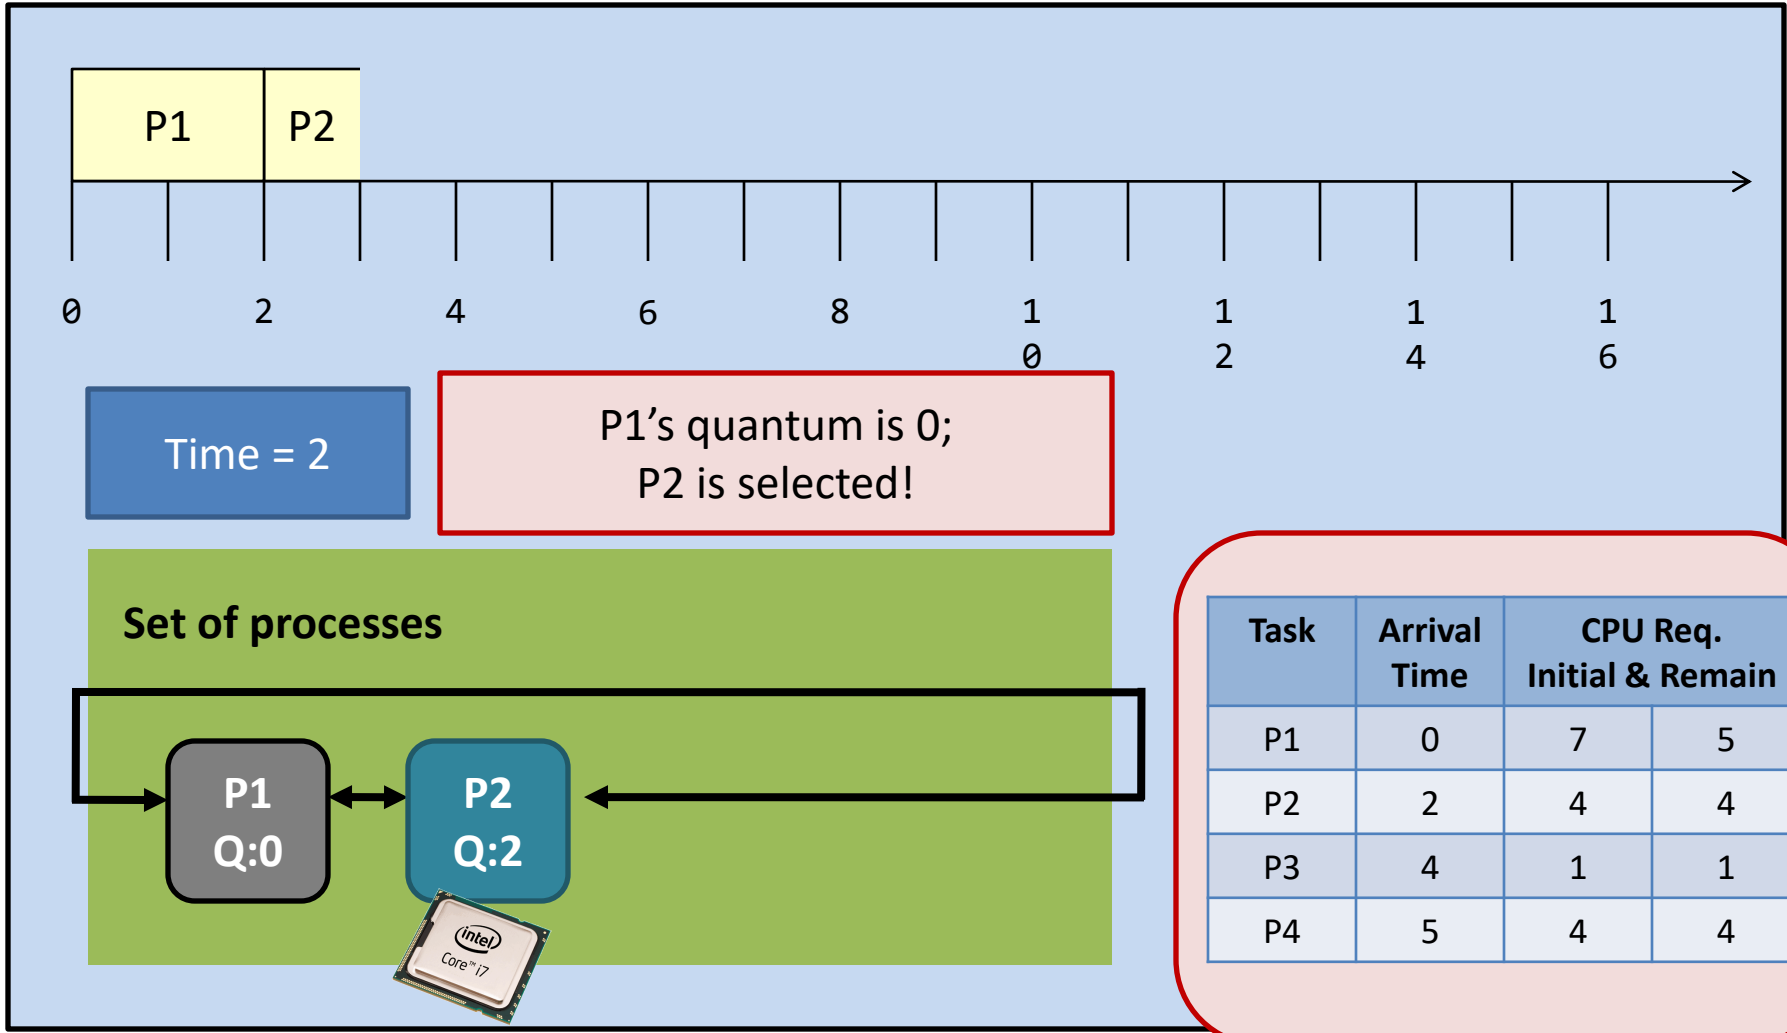 P1 P2
0 2 4 6 8 1 1 1 1
0 2 4 6
Time = 2
P1’s quantum is 0;
P2 is selected!
Set of processes
P1
Q:0
P2
Q:2
intel
Core™ i7
Task Arrival CPU Req.
Time Initial & Remain
P1 0 7 5
P2 2 4 4
P3 4 1 1
P4 5 4 4